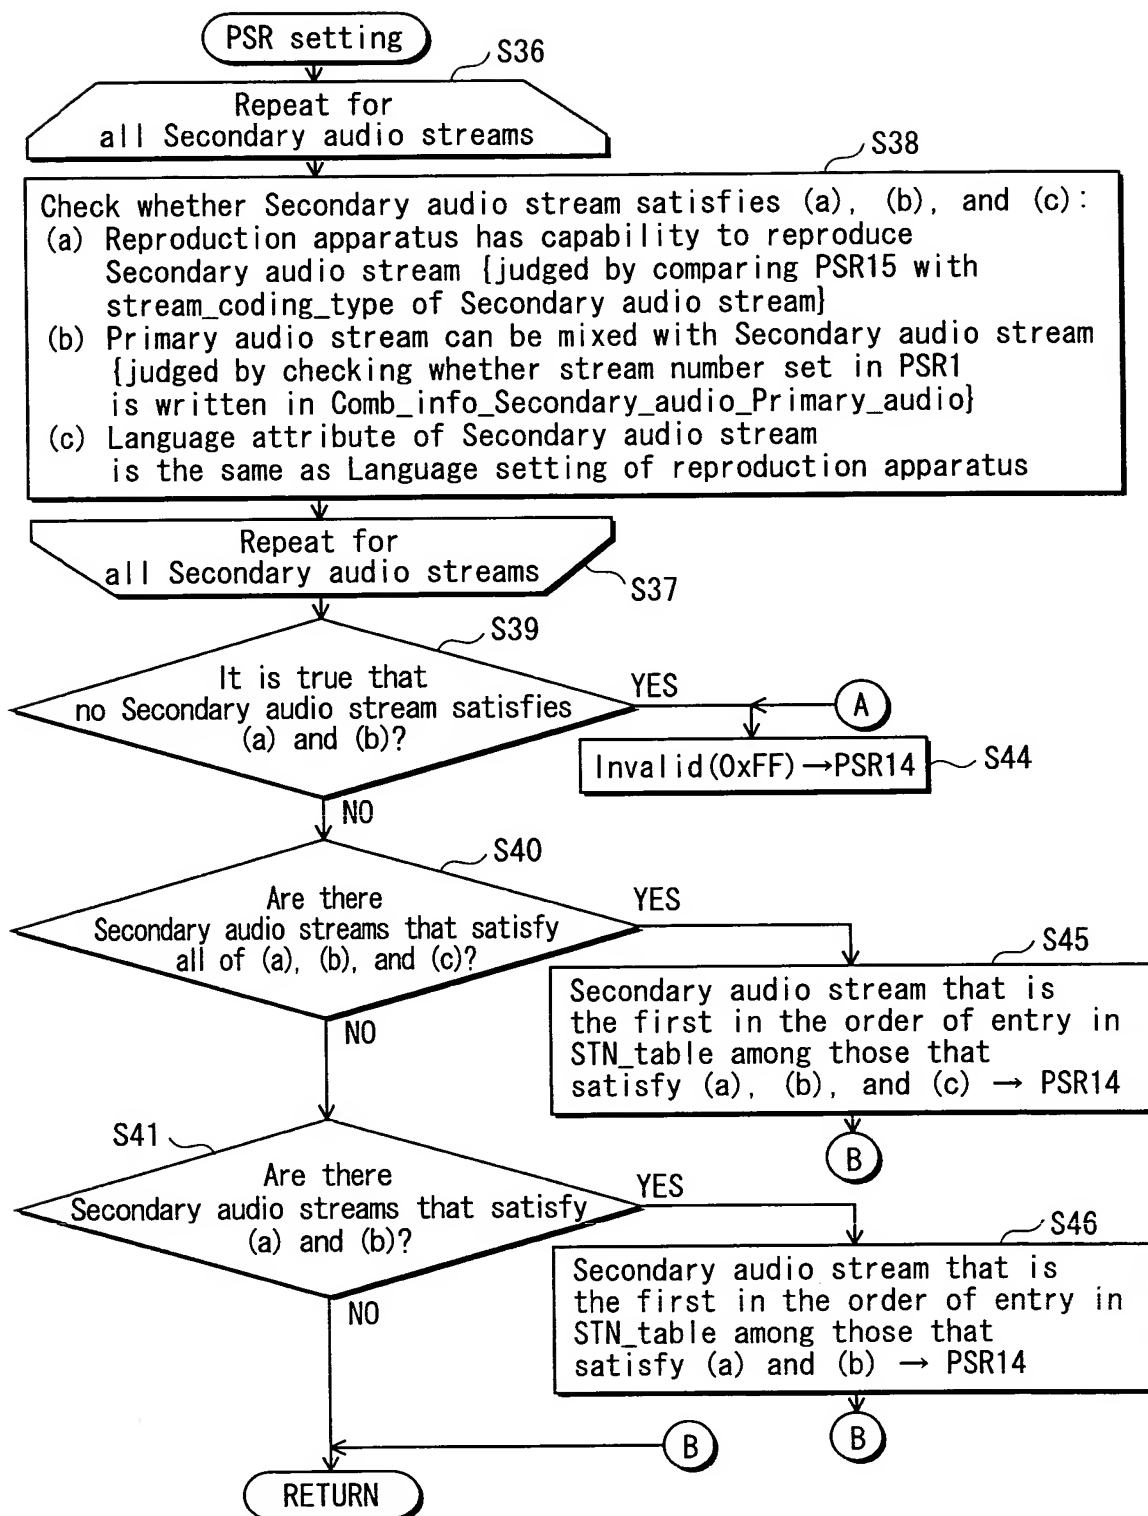 PSR setting
S36
Repeat for
all Secondary audio streams
S38
Check whether Secondary audio stream satisfies (a), (b), and (c):
(a) Reproduction apparatus has capability to reproduce
Secondary audio stream {judged by comparing PSR15 with
stream_coding_type of Secondary audio stream}
(b) Primary audio stream can be mixed with Secondary audio stream
{judged by checking whether stream number set in PSR1
is written in Comb_info_Secondary_audio_Primary_audio}
(c) Language attribute of Secondary audio stream
is the same as Language setting of reproduction apparatus
Repeat for
all Secondary audio streams
S37
S39
It is true that
no Secondary audio stream satisfies
(a) and (b)?
YES
A
Invalid(0xFF)→PSR14
S44
NO
S40
Are there
Secondary audio streams that satisfy
all of (a), (b), and (c)?
YES
S45
Secondary audio stream that is
the first in the order of entry in
STN_table among those that
satisfy (a), (b), and (c) → PSR14
NO
B
S41
Are there
Secondary audio streams that satisfy
(a) and (b)?
YES
S46
Secondary audio stream that is
the first in the order of entry in
STN_table among those that
satisfy (a) and (b) → PSR14
NO
B
B
RETURN